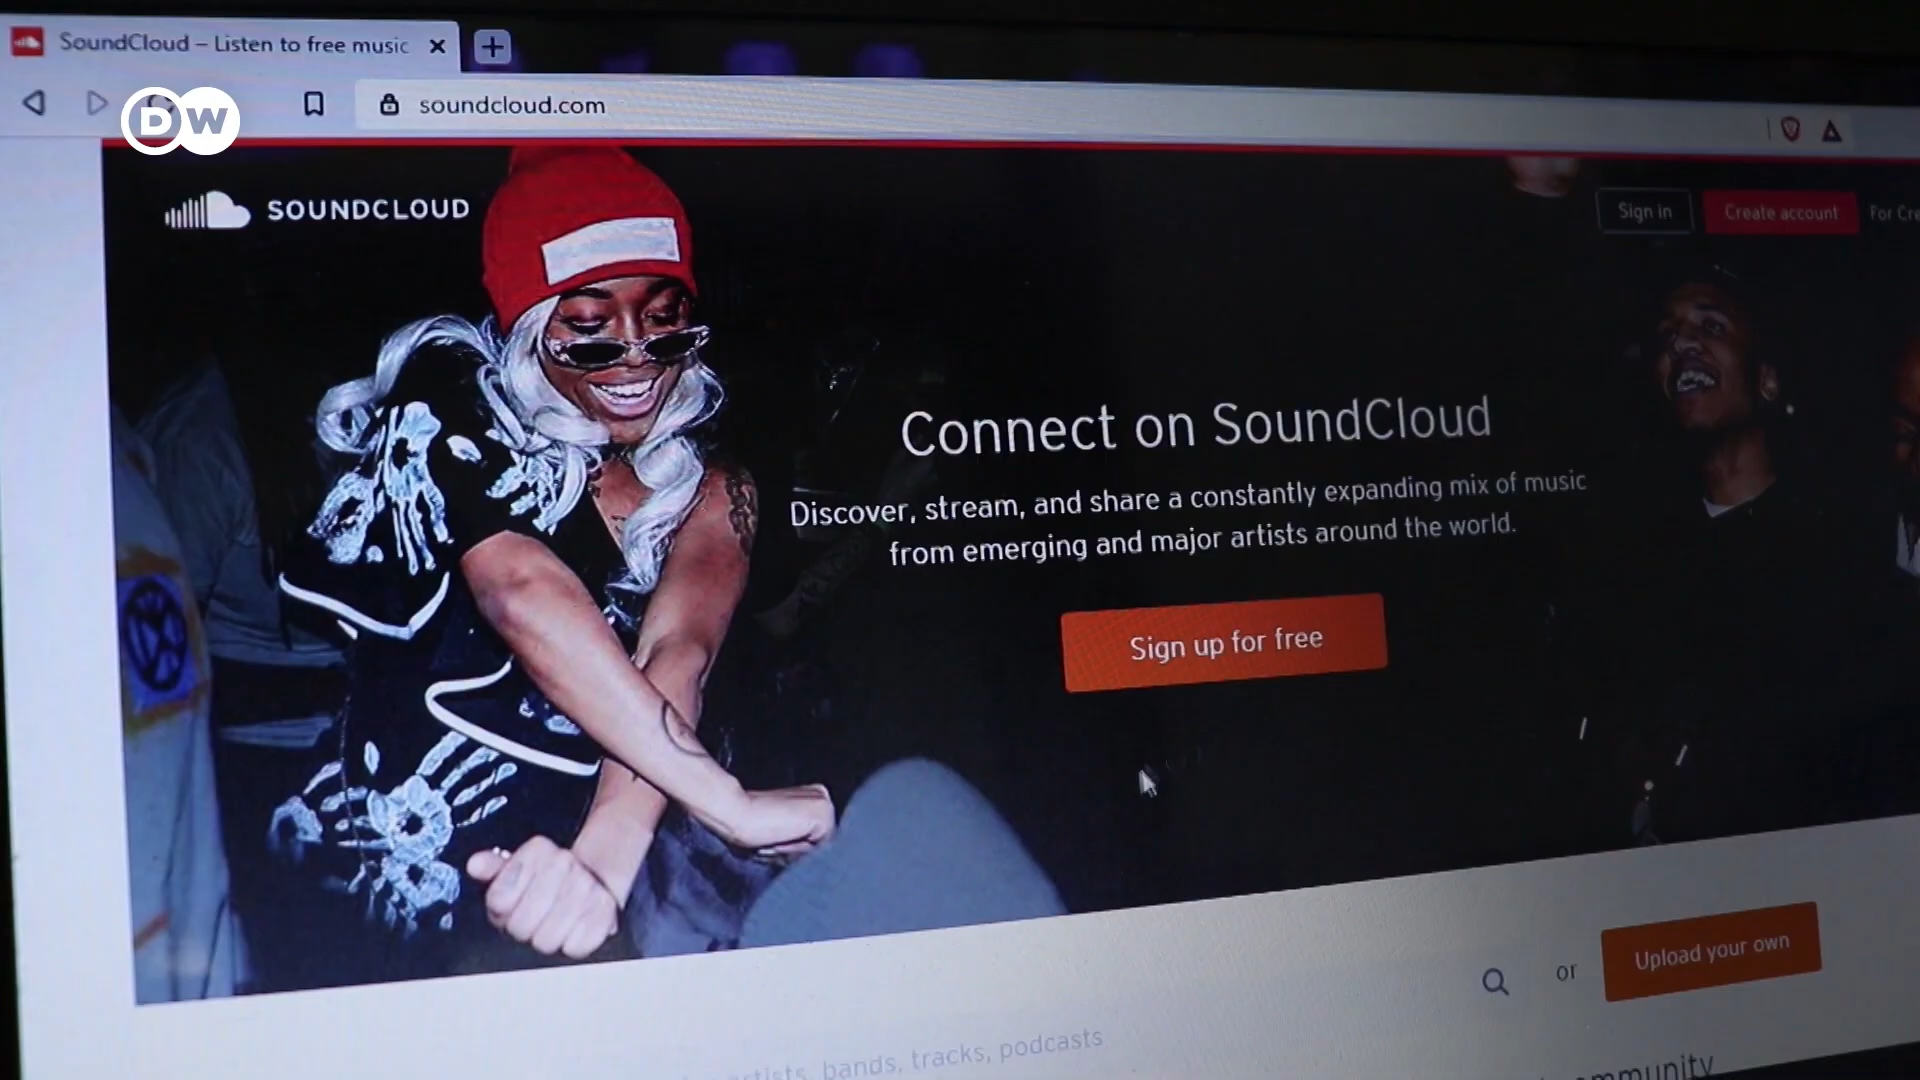 SoundCloud – Listen to free music
soundcloud.com
DW
SOUNDCLOUD
Sign in
Create account
For
Connect on SoundCloud
Discover, stream, and share a constantly expanding mix of music
from emerging and major artists around the world.
Sign up for free
or
Upload your own
bands, tracks, podcasts